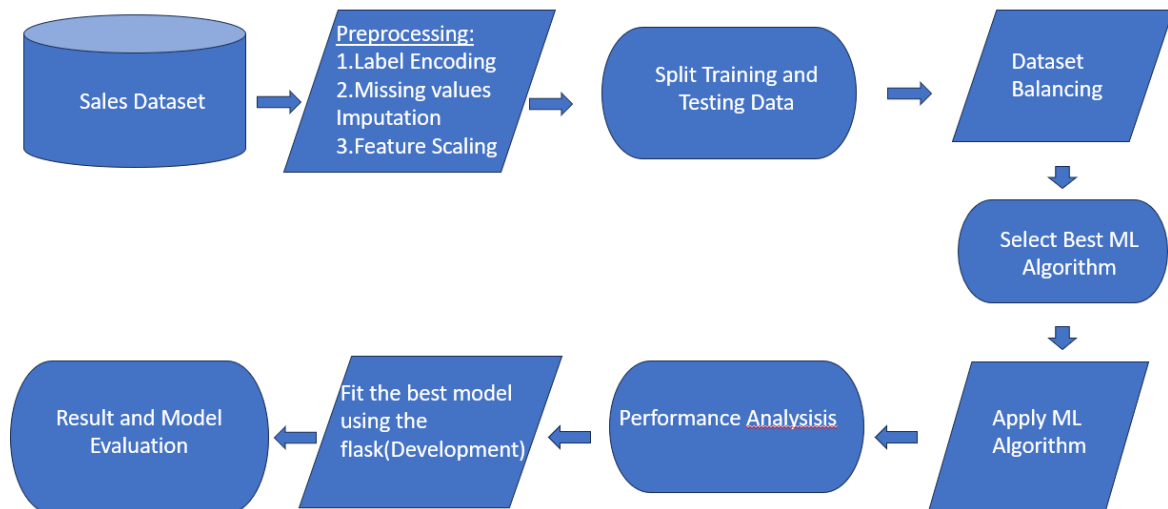 Sales Dataset
Preprocessing:
1.Label Encoding
2.Missing values
Imputation
3.Feature Scaling
Split Training and
Testing Data
Dataset
Balancing
Select Best ML
Algorithm
Apply ML
Algorithm
Performance Analysisis
Fit the best model
using the
flask(Development)
Result and Model
Evaluation